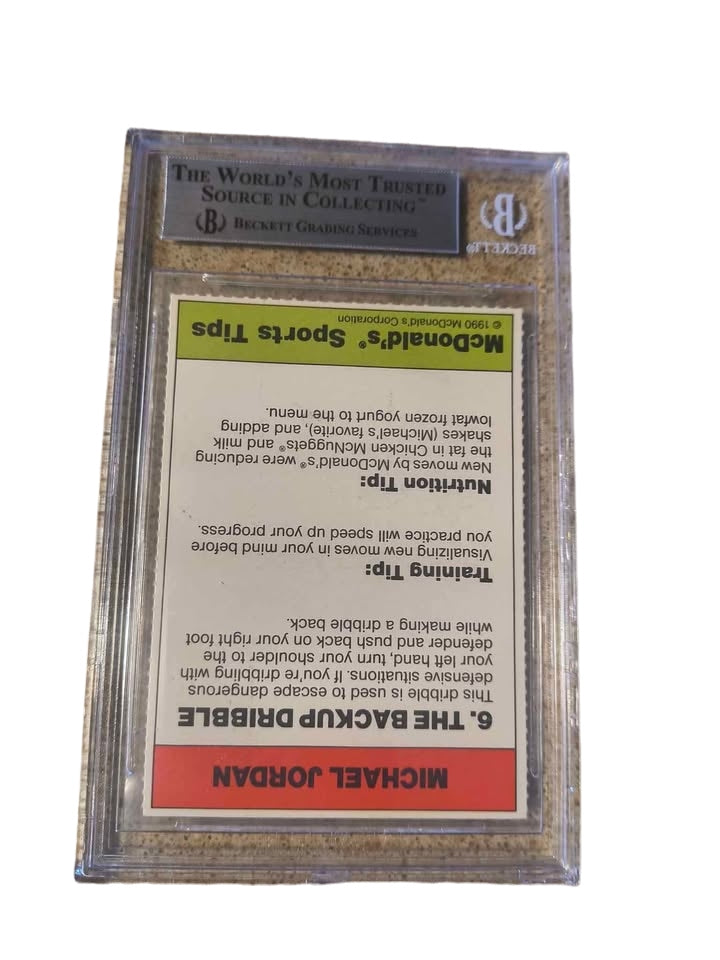 THE WORLD'S MOST TRUSTED
SOURCE IN COLLECTING™
B BECKETT GRADING SERVICES
B
BECKETT®
MICHAEL JORDAN
6. THE BACKUP DRIBBLE
This dribble is used to escape dangerous
defensive situations. If you're dribbling with
your left hand, turn your shoulder to the
defender and push back on your right foot
while making a dribble back.
Training Tip:
Visualizing new moves in your mind before
you practice will speed up your progress.
Nutrition Tip:
New moves by McDonald's® were reducing
the fat in Chicken McNuggets® and milk
shakes (Michael's favorite), and adding
lowfat frozen yogurt to the menu.
McDonald's® Sports Tips
© 1990 McDonald's Corporation